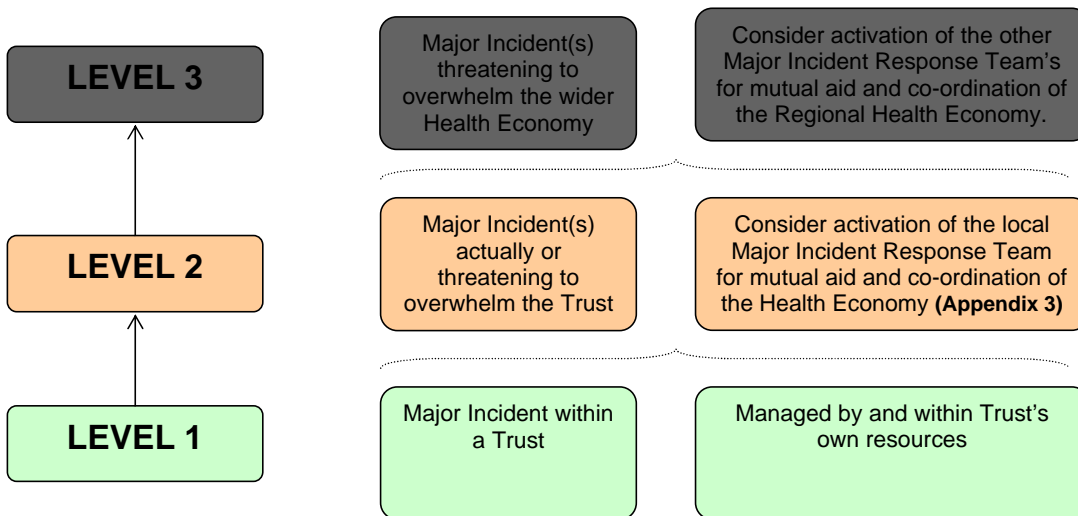 LEVEL 3
Major Incident(s)
threatening to
overwhelm the wider
Health Economy
Consider activation of the other
Major Incident Response Team's
for mutual aid and co-ordination of
the Regional Health Economy.
LEVEL 2
Major Incident(s)
actually or
threatening to
overwhelm the Trust
Consider activation of the local
Major Incident Response Team
for mutual aid and co-ordination of
the Health Economy (Appendix 3)
LEVEL 1
Major Incident within
a Trust
Managed by and within Trust's
own resources